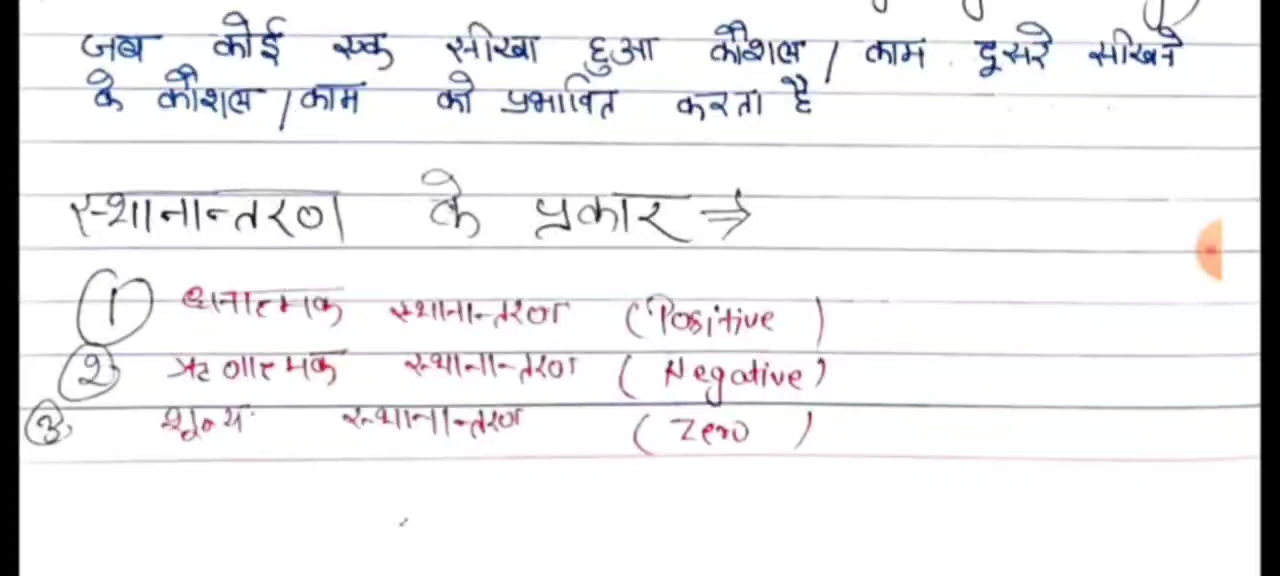 जब कोई एक सीखा हुआ कौशल / काम दूसरे सीखने
के कौशल / काम को प्रभावित करता है
स्थानान्तरण के प्रकार ⇒
① धनात्मक स्थानान्तरण (Positive)
② ऋणात्मक स्थानान्तरण (Negative)
③ शून्य स्थानान्तरण (Zero)